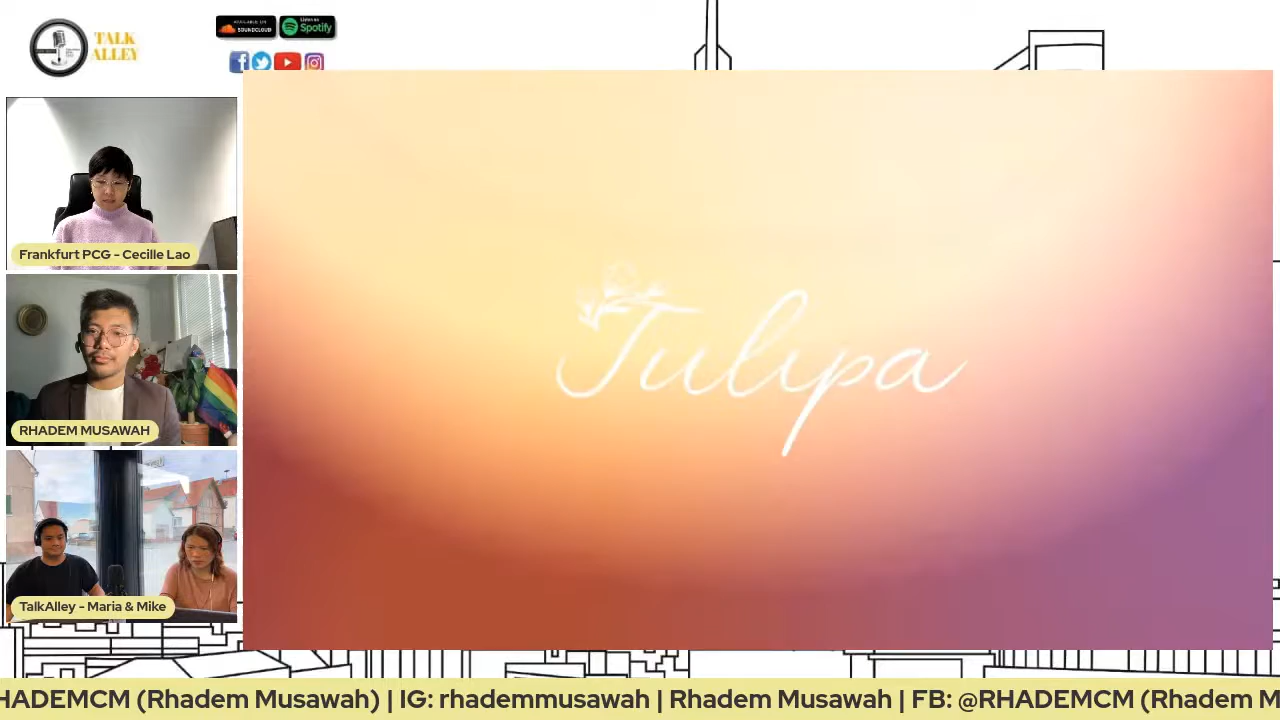 TALK
ALLEY
AVAILABLE ON
SOUNDCLOUD
Listen on
Spotify
Frankfurt PCG - Cecille Lao
RHADEM MUSAWAH
TalkAlley - Maria & Mike
Tulipa
HADEMCM (Rhadem Musawah) | IG: rhademmusawah | Rhadem Musawah | FB: @RHADEMCM (Rhadem M